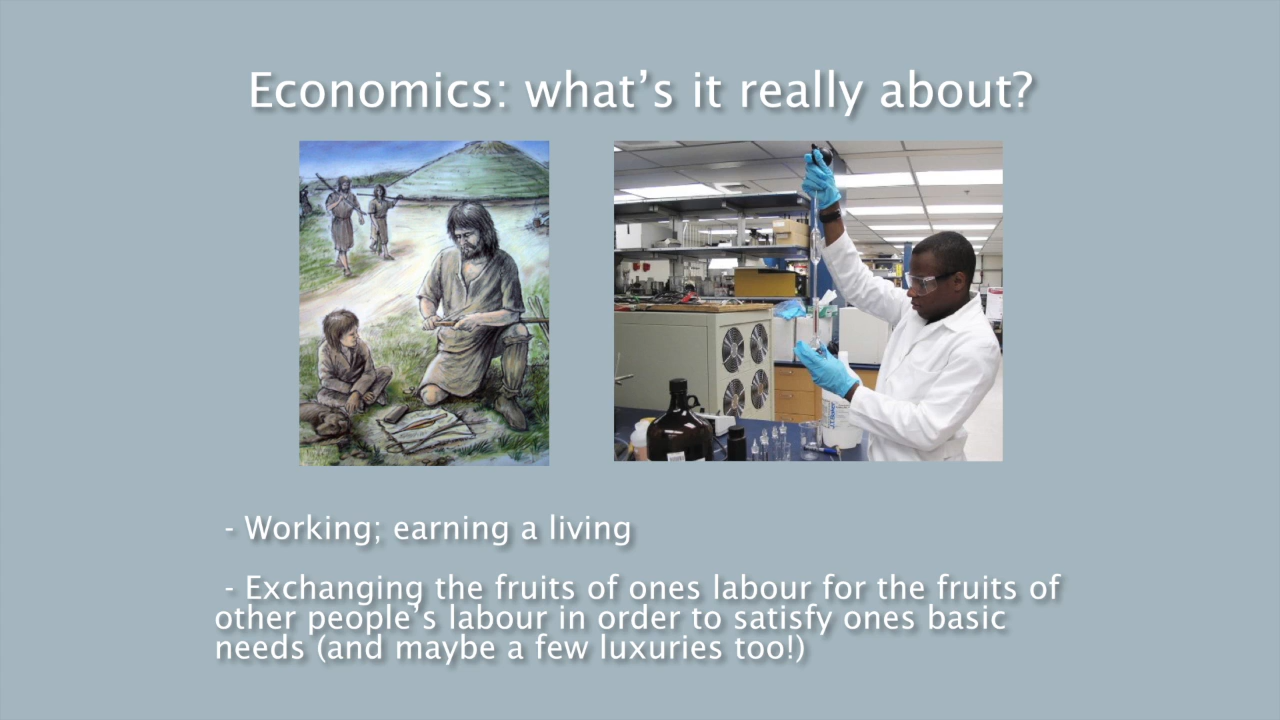 Economics: what’s it really about?
- Working; earning a living
- Exchanging the fruits of ones labour for the fruits of
other people’s labour in order to satisfy ones basic
needs (and maybe a few luxuries too!)